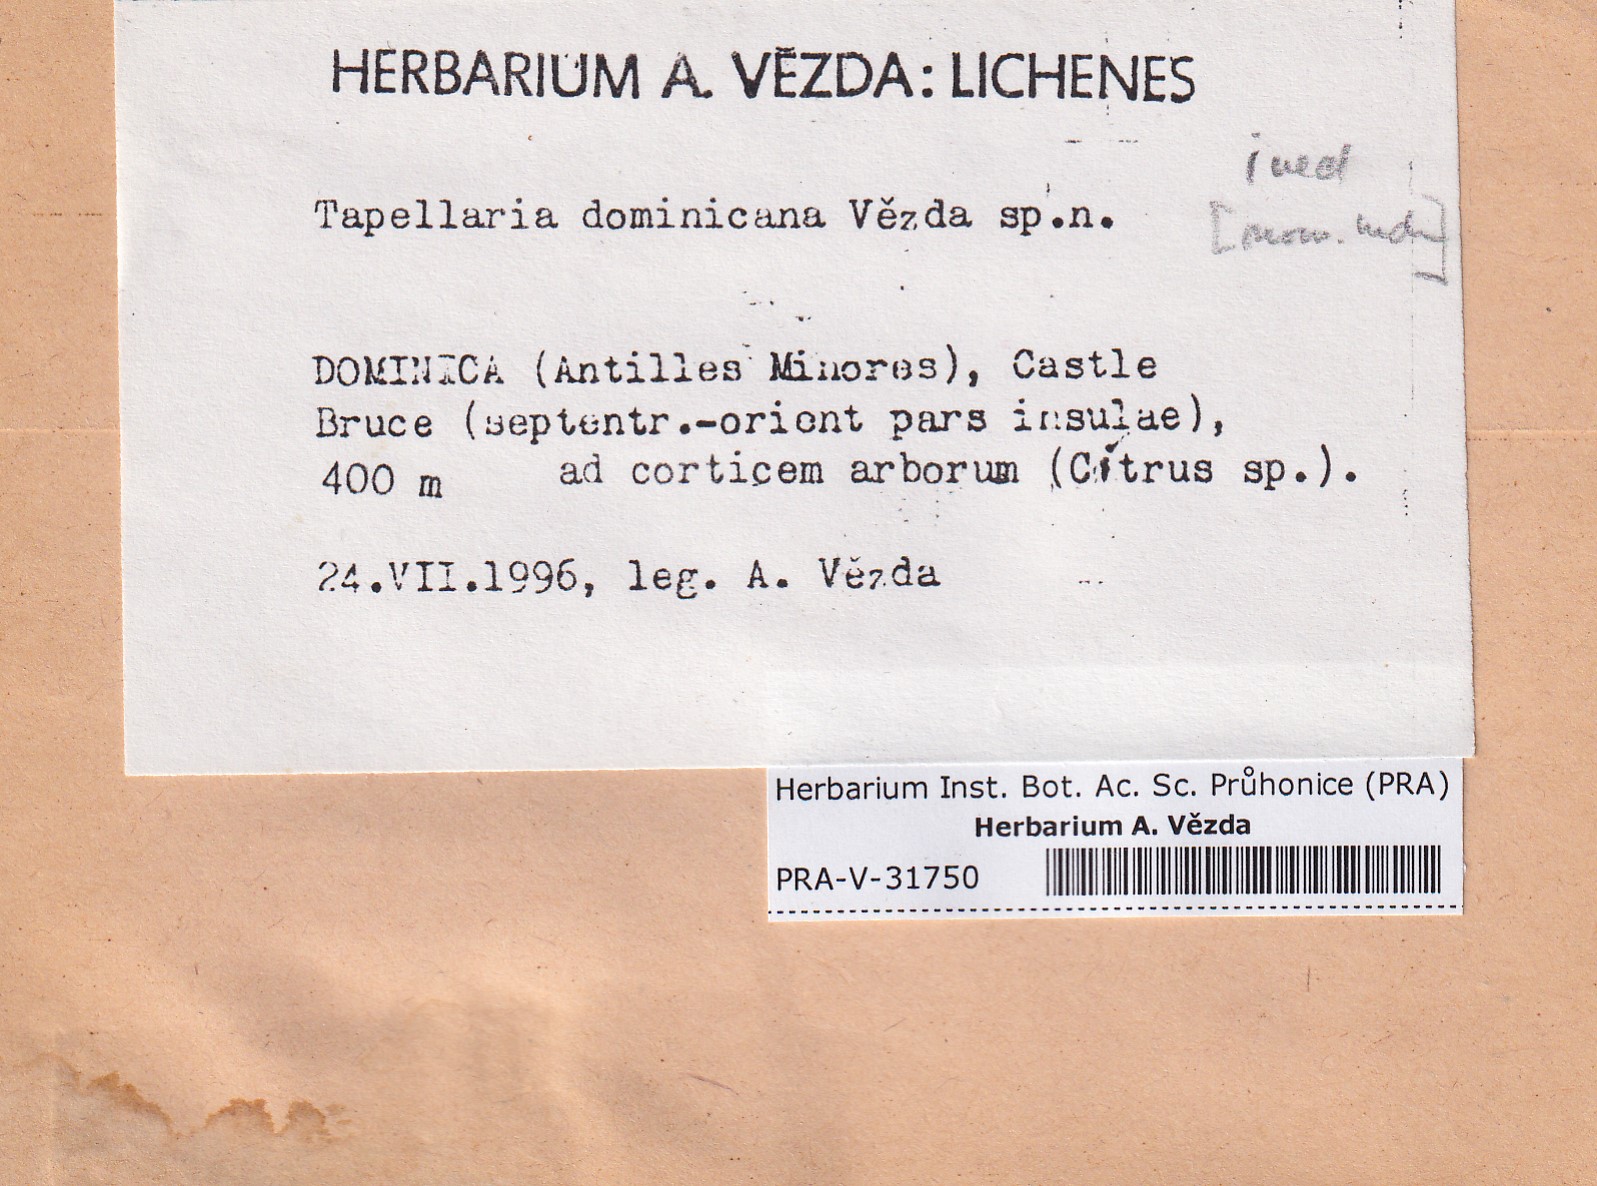 HERBARIUM A. VĚZDA: LICHENES
ined
Tapellaria dominicana Vězda sp.n.
[nom. nudum]
DOMINICA (Antilles Minores), Castle
Bruce (septentr.-orient pars insulae),
400 m ad corticem arborum (Citrus sp.).
24.VII.1996, leg. A. Vězda
Herbarium Inst. Bot. Ac. Sc. Průhonice (PRA)
Herbarium A. Vězda
PRA-V-31750